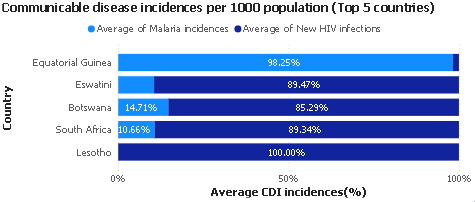 Communicable disease incidences per 1000 population (Top 5 countries)
Average of Malaria incidences Average of New HIV infections
Country
Equatorial Guinea 98.25%
Eswatini 89.47%
Botswana 14.71% 85.29%
South Africa 10.66% 89.34%
Lesotho 100.00%
0% 50% 100%
Average CDI incidences(%)